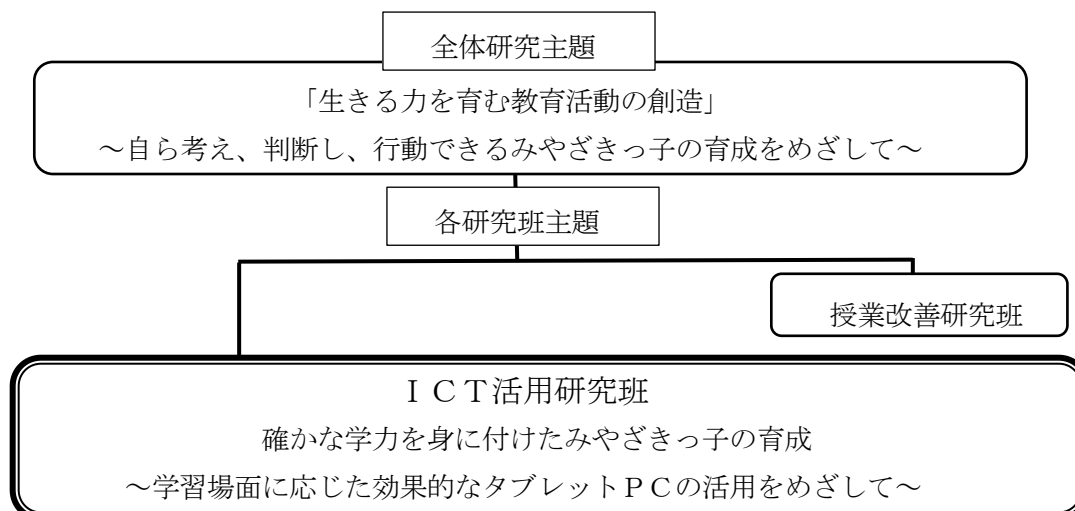 全体研究主題
「生きる力を育む教育活動の創造」
～自ら考え、判断し、行動できるみやざきっ子の育成をめざして～
各研究班主題
授業改善研究班
ＩＣＴ活用研究班
確かな学力を身に付けたみやざきっ子の育成
～学習場面に応じた効果的なタブレットＰＣの活用をめざして～